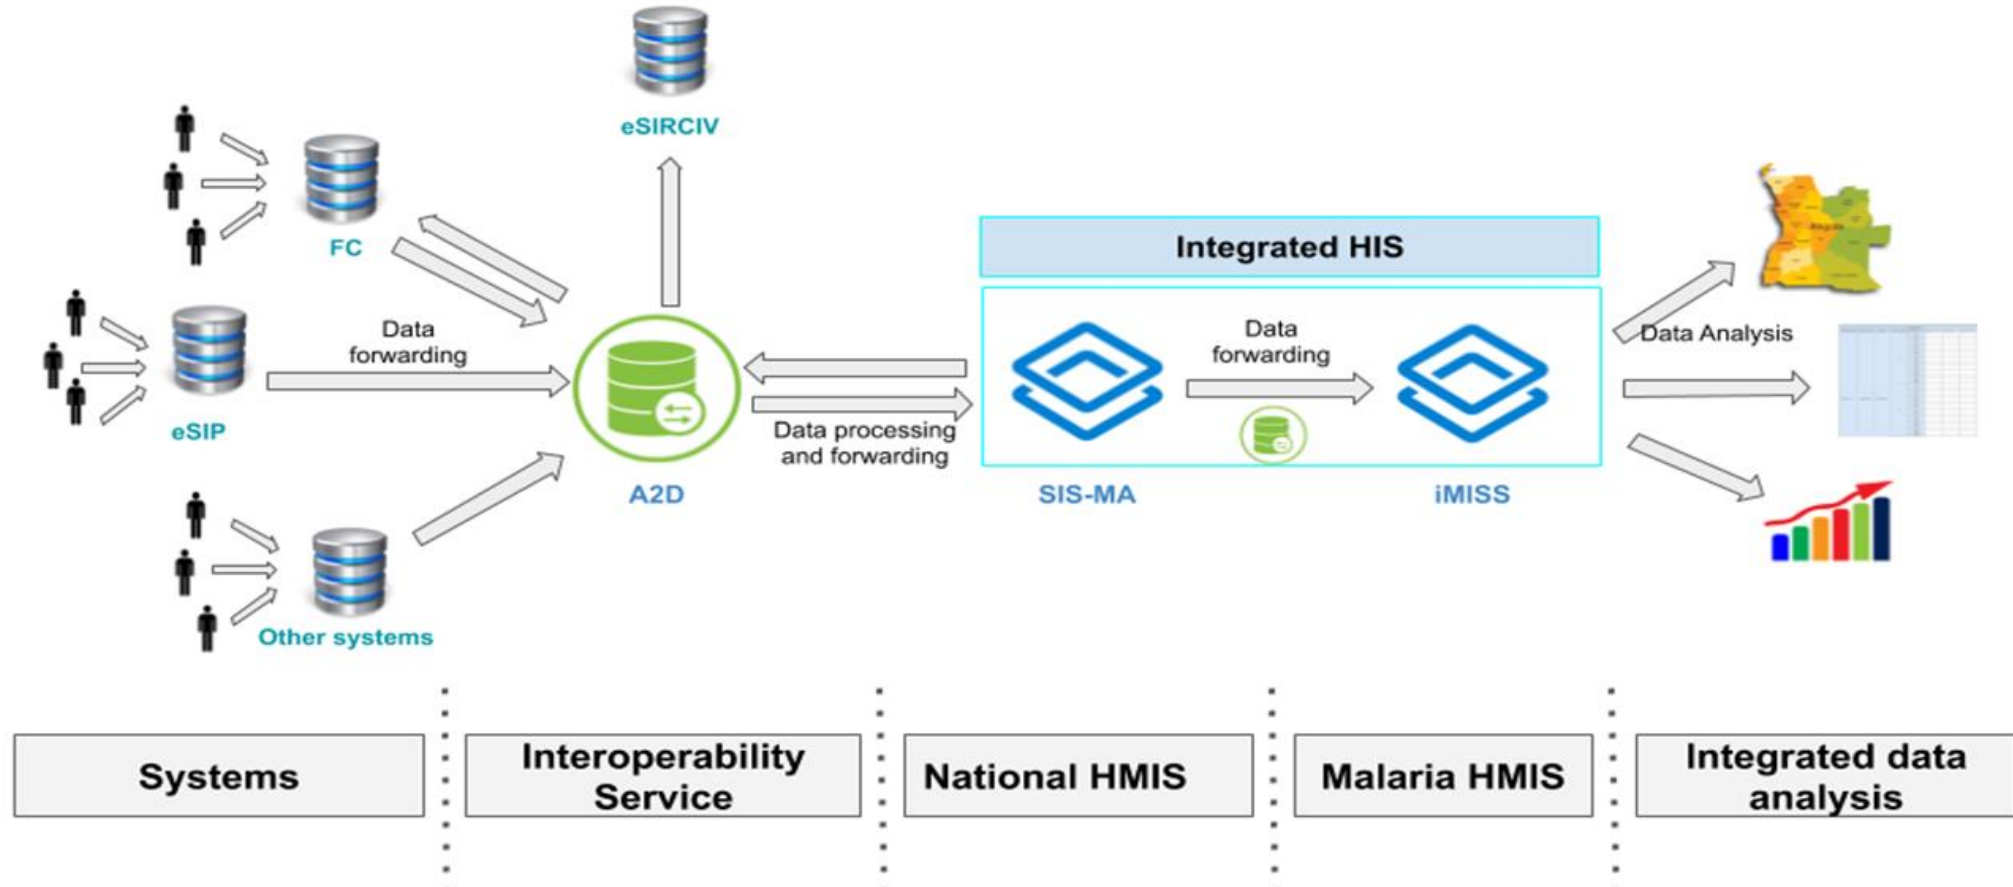 eSIRCIV
FC
Integrated HIS
Data
forwarding
Data
forwarding
Data Analysis
eSIP
Data processing
and forwarding
A2D
SIS-MA
iMISS
Other systems
Systems
Interoperability
Service
National HMIS
Malaria HMIS
Integrated data
analysis